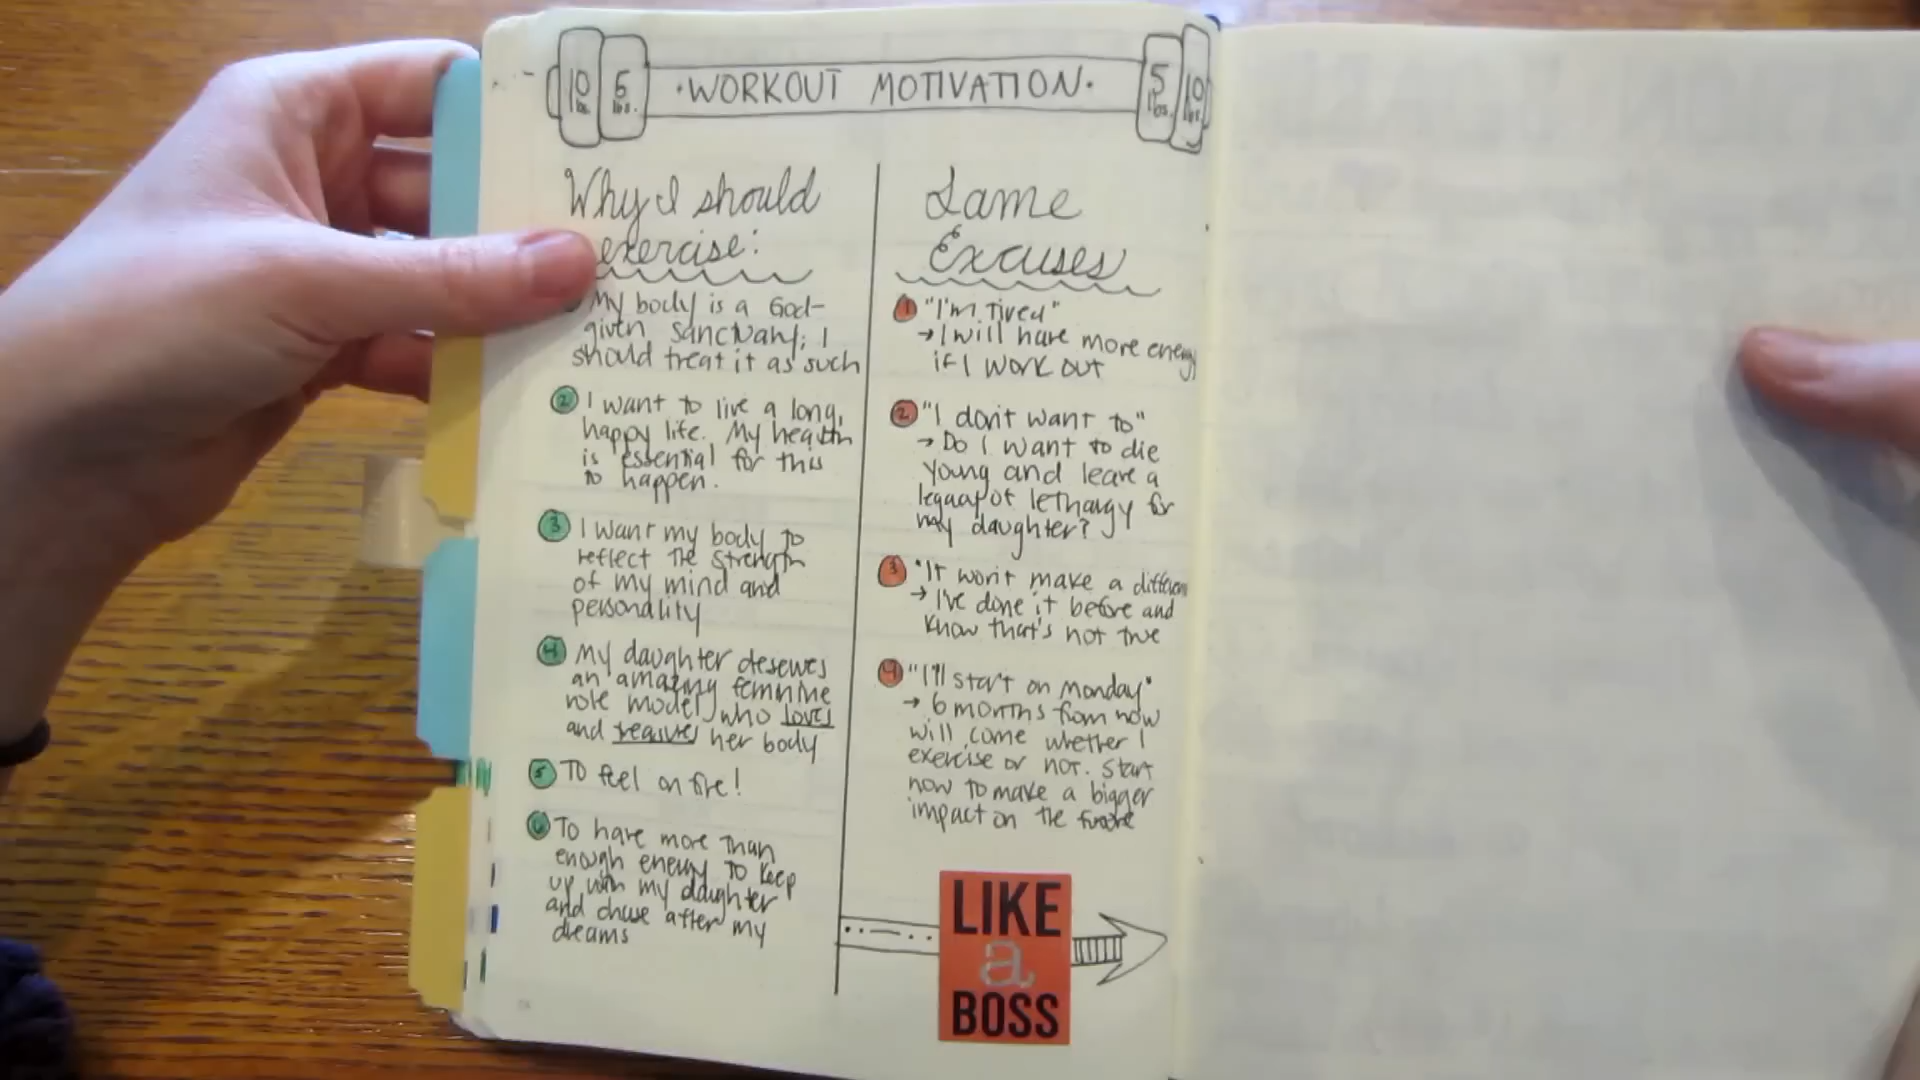 10 lbs. 5 lbs. ·WORKOUT MOTIVATION· 5 lbs. 10 lbs.
Why I should
exercise:
My body is a God-
given sanctuary; I
should treat it as such
2 I want to live a long,
happy life. My health
is essential for this
to happen.
3 I want my body to
reflect the strength
of my mind and
personality
4 My daughter deserves
an amazing feminine
role model, who loves
and her body
5 To feel on fire!
6 To have more than
enough energy to keep
up with my daughter
and chase after my
dreams
Lame
Excuses
1 "I'm tired"
→ I will have more energy
if I work out
2 "I don't want to"
→ Do I want to die
young and leave a
legacy of lethargy for
my daughter?
3 "It won't make a differen
→ I've done it before and
know that's not true
4 "I'll start on Monday"
→ 6 months from now
will come whether I
exercise or not. Start
now to make a bigger
impact on the future
LIKE
a
BOSS